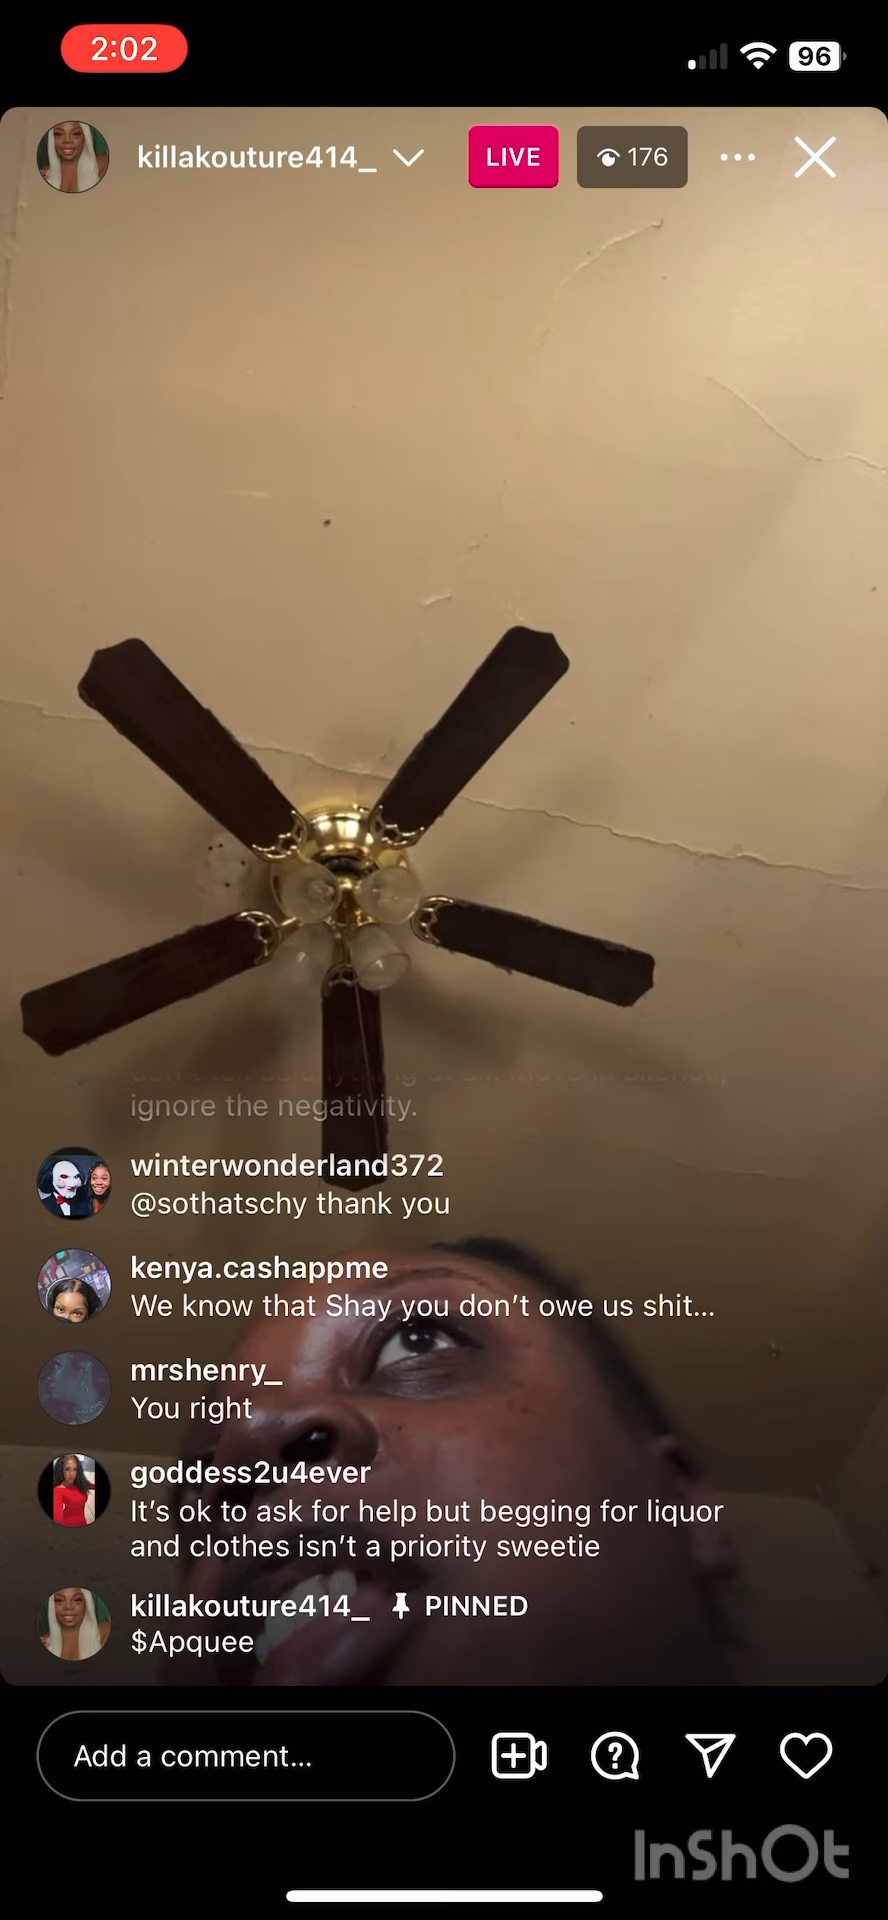 2:02
96
killakouture414_
LIVE
176
ignore the negativity.
winterwonderland372
@sothatschy thank you
kenya.cashappme
We know that Shay you don’t owe us shit...
mrshenry_
You right
goddess2u4ever
It’s ok to ask for help but begging for liquor
and clothes isn’t a priority sweetie
killakouture414_ PINNED
$Apquee
Add a comment...
InShOt